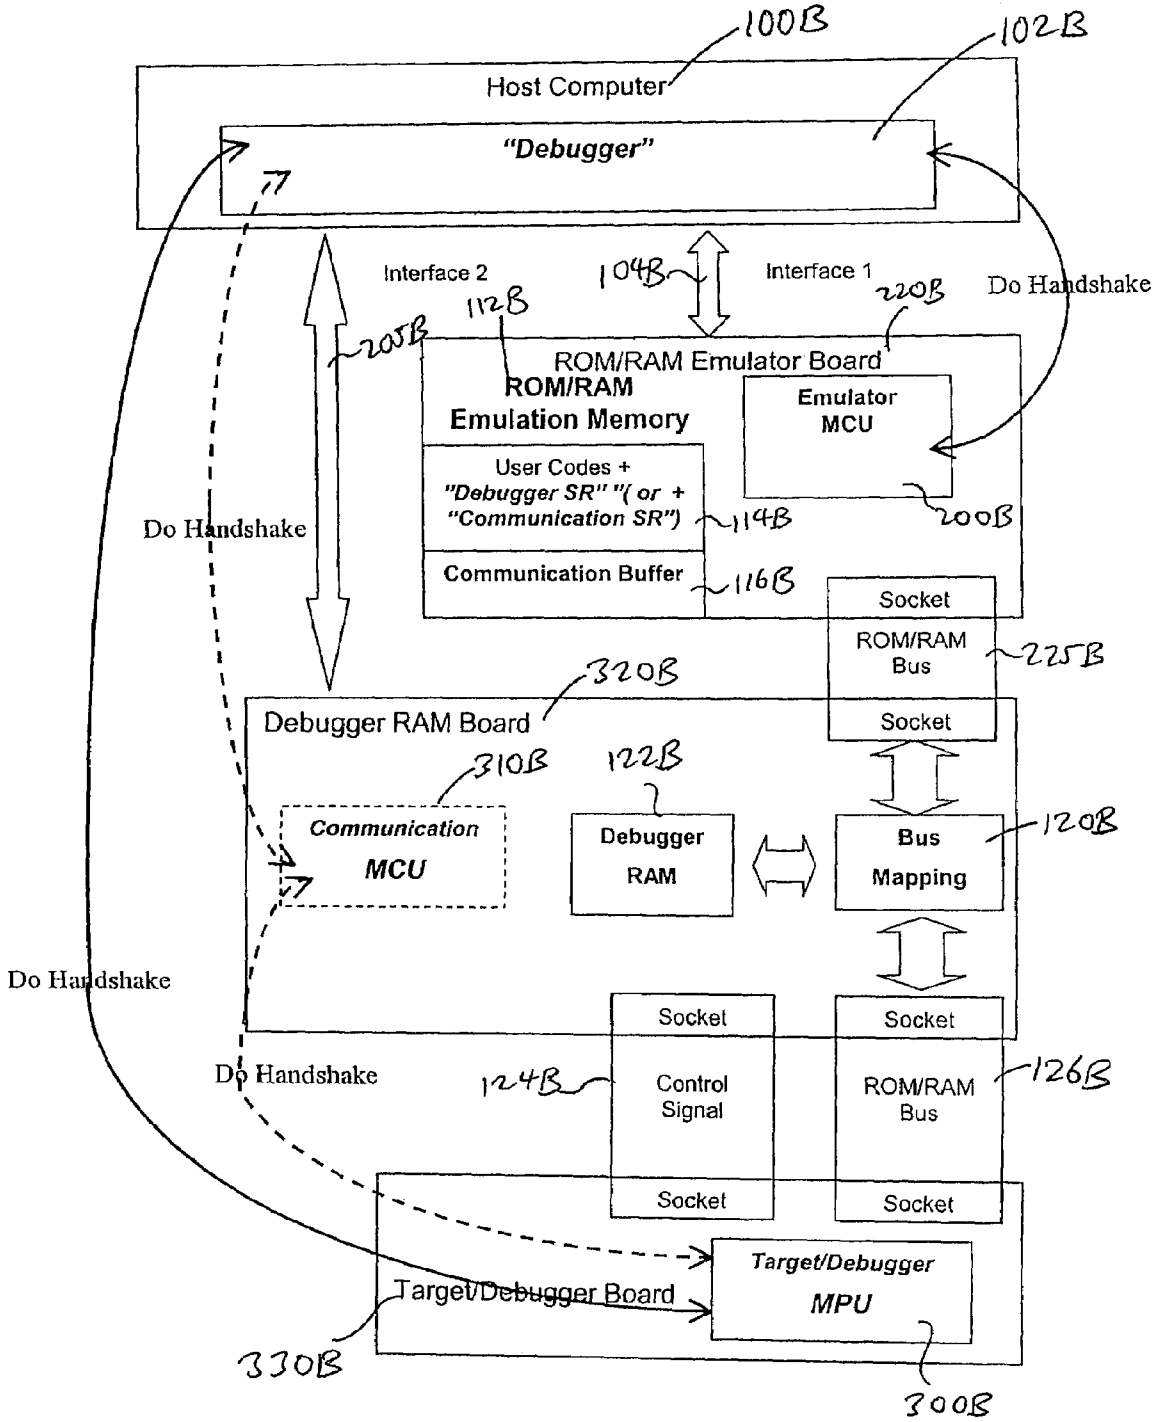 100B
102B
Host Computer
"Debugger"
Interface 2
104B
Interface 1
Do Handshake
112B
220B
205B
ROM/RAM Emulator Board
ROM/RAM
Emulation Memory
Emulator
MCU
User Codes +
"Debugger SR" "( or +
"Communication SR")
114B
200B
Do Handshake
Communication Buffer
116B
Socket
ROM/RAM
Bus
225B
320B
Socket
Debugger RAM Board
310B
122B
Communication
MCU
Debugger
RAM
Bus
Mapping
120B
Do Handshake
Socket
Socket
Do Handshake
124B
Control
Signal
ROM/RAM
Bus
126B
Socket
Socket
Target/Debugger
MPU
Target/Debugger Board
330B
300B